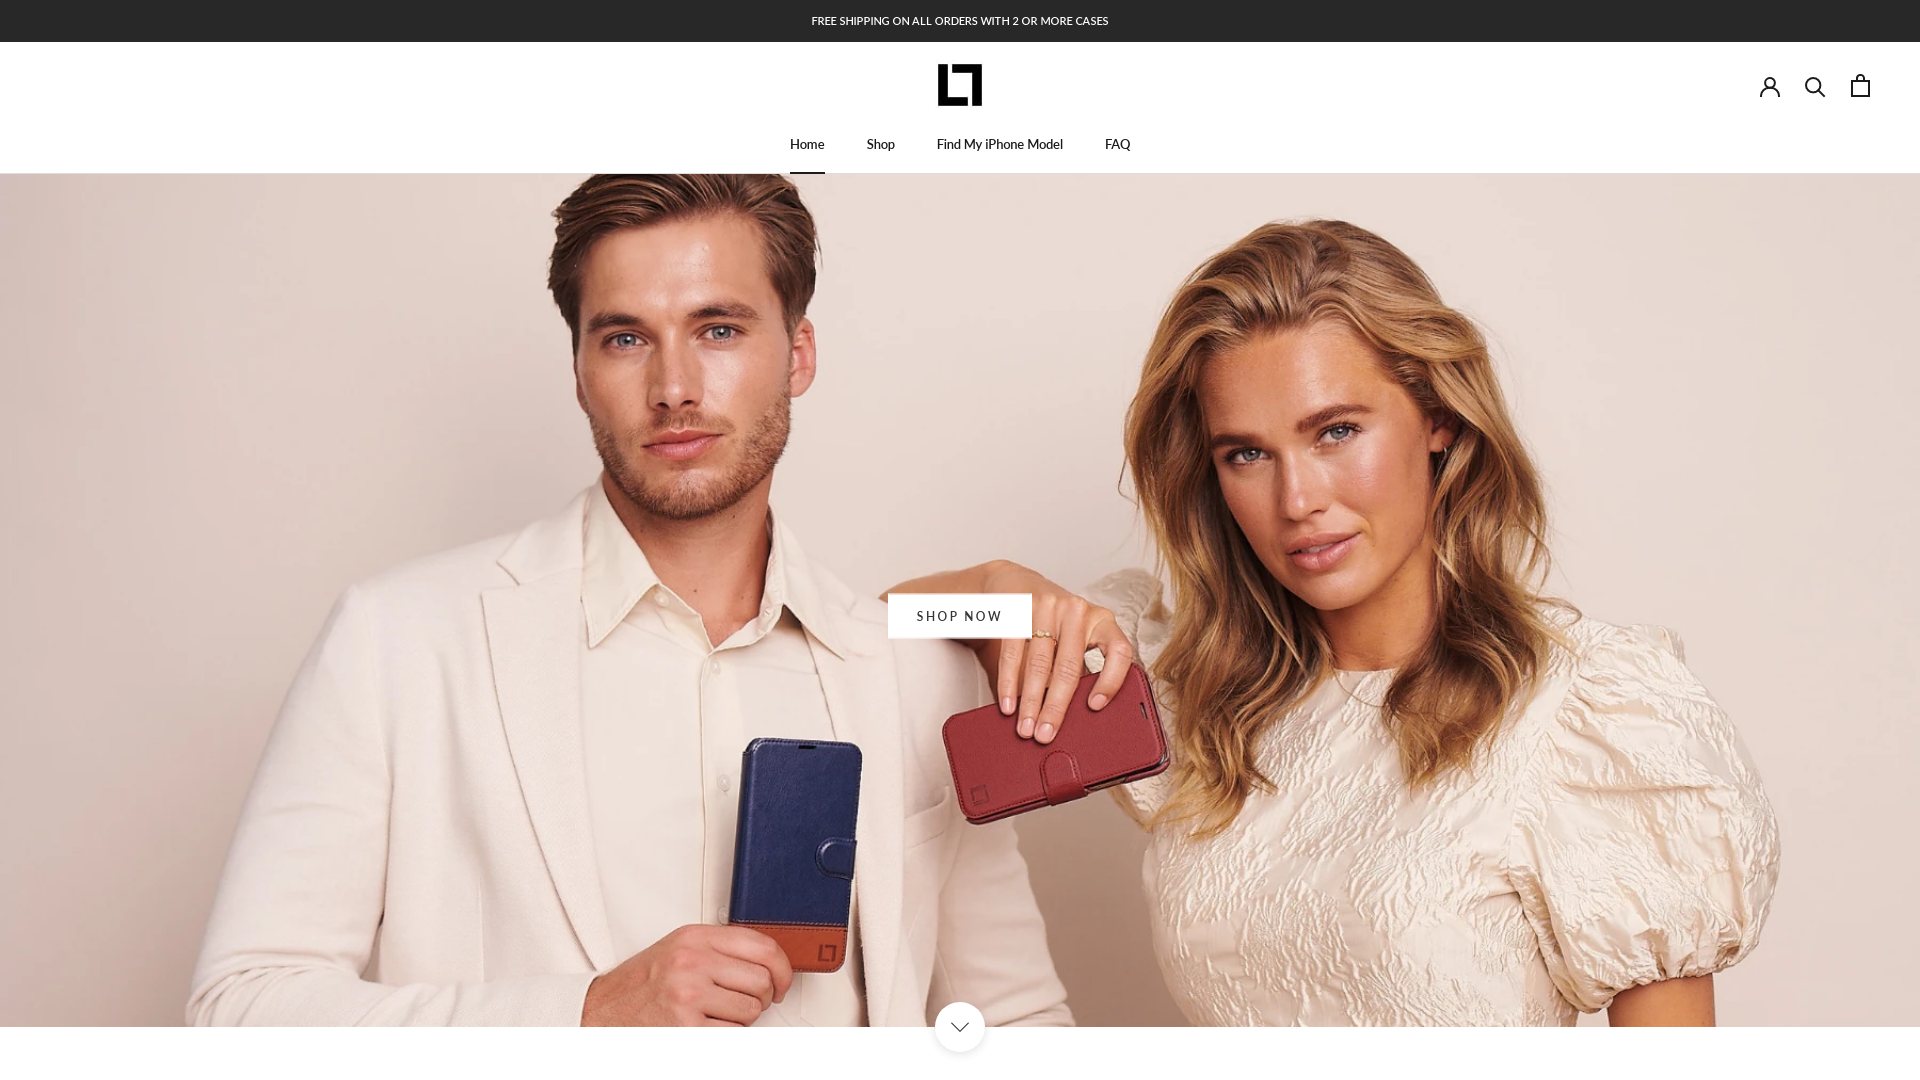 FREE SHIPPING ON ALL ORDERS WITH 2 OR MORE CASES
Home
Shop
Find My iPhone Model
FAQ
SHOP NOW